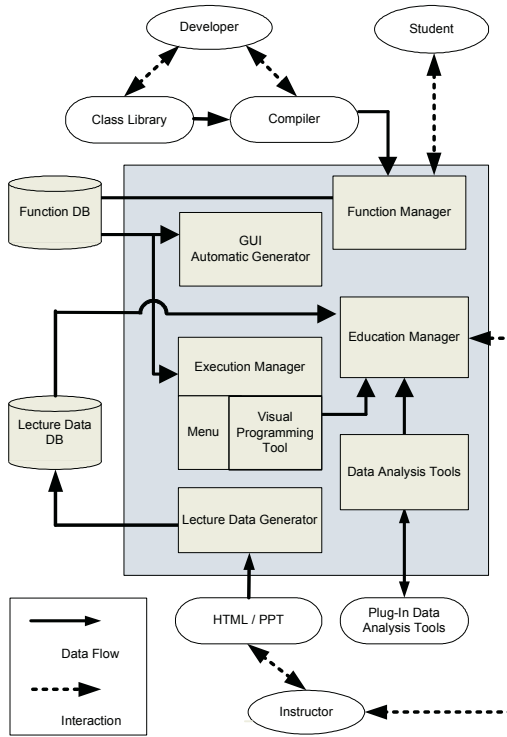 Developer
Student
Class Library
Compiler
Function DB
Function Manager
GUI
Automatic Generator
Education Manager
Execution Manager
Menu
Visual
Programming
Tool
Lecture Data
DB
Data Analysis Tools
Lecture Data Generator
HTML / PPT
Plug-In Data
Analysis Tools
Data Flow
Interaction
Instructor